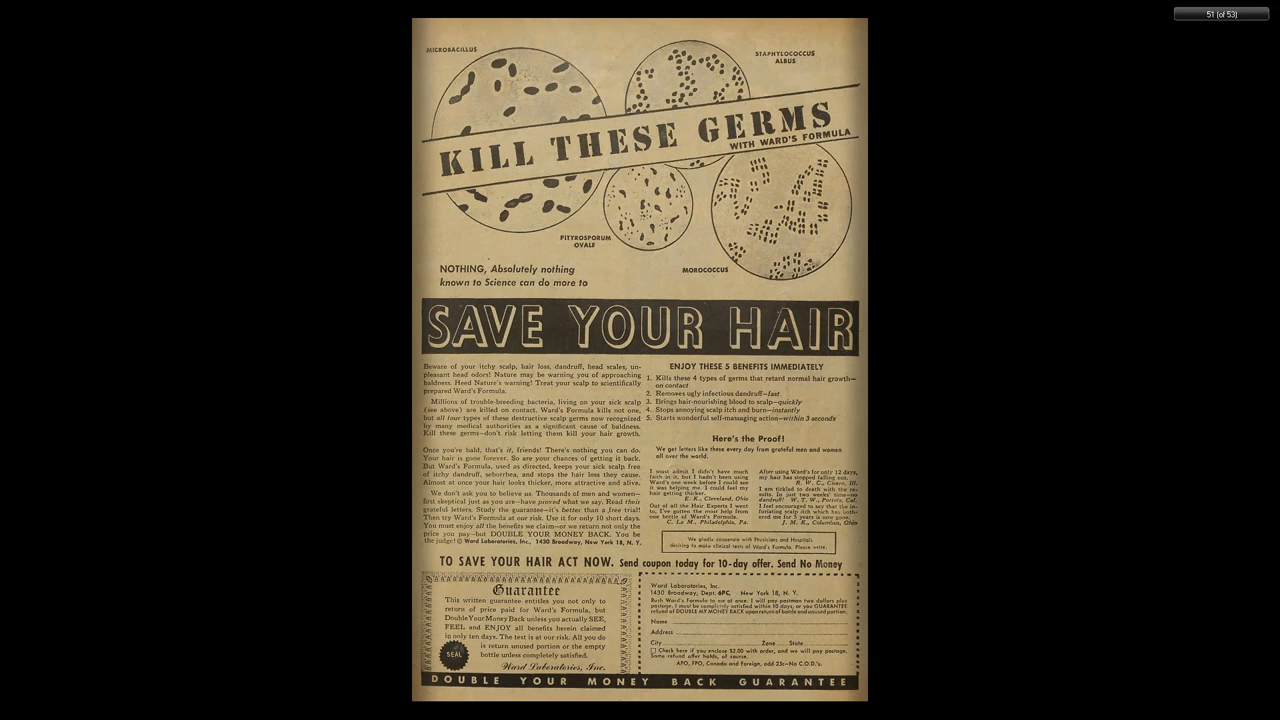 51 (of 53)
MICROBACILLUS
STAPHYLOCOCCUS
ALBUS
KILL THESE GERMS
WITH WARD'S FORMULA
PITYROSPORUM
OVALE
MOROCOCCUS
NOTHING, Absolutely nothing
known to Science can do more to
SAVE YOUR HAIR
Beware of your itchy scalp, hair loss, dandruff, head scales, un-
pleasant head odors! Nature may be warning you of approaching
baldness. Heed Nature's warning! Treat your scalp to scientifically
prepared Ward's Formula.
Millions of trouble-breeding bacteria, living on your sick scalp
(see above) are killed on contact. Ward's Formula kills not one,
but all four types of these destructive scalp germs now recognized
by many medical authorities as a significant cause of baldness.
Kill these germs—don't risk letting them kill your hair growth.
Once you're bald, that's it, friends! There's nothing you can do.
Your hair is gone forever. So are your chances of getting it back.
But Ward's Formula, used as directed, keeps your sick scalp free
of itchy dandruff, seborrhea, and stops the hair loss they cause.
Almost at once your hair looks thicker, more attractive and alive.
We don't ask you to believe us. Thousands of men and women—
first skeptical just as you are—have proved what we say. Read their
grateful letters. Study the guarantee—it's better than a free trial!
Then try Ward's Formula at our risk. Use it for only 10 short days.
You must enjoy all the benefits we claim—or we return not only the
price you pay—but DOUBLE YOUR MONEY BACK. You be
the judge! © Ward Laboratories, Inc., 1430 Broadway, New York 18, N. Y.
ENJOY THESE 5 BENEFITS IMMEDIATELY
1. Kills these 4 types of germs that retard normal hair growth—
on contact
2. Removes ugly infectious dandruff—fast
3. Brings hair-nourishing blood to scalp—quickly
4. Stops annoying scalp itch and burn—instantly
5. Starts wonderful self-massaging action—within 3 seconds
Here's the Proof!
We get letters like these every day from grateful men and women
all over the world.
I must admit I didn't have much
faith in it, but I hadn't been using
Ward's one week before I could see
it was helping me. I could feel my
hair getting thicker.
E. K., Cleveland, Ohio
Out of all the Hair Experts I went
to, I've gotten the most help from
one bottle of Ward's Formula.
C. La M., Philadelphia, Pa.
After using Ward's for only 12 days,
my hair has stopped falling out.
R. W. C., Cicero, Ill.
I am tickled to death with the re-
sults. In just two weeks' time—no
dandruff! W. T. W., Portola, Cal.
I feel encouraged to say that the in-
furiating scalp itch which has both-
ered me for 5 years is now gone.
J. M. K., Columbus, Ohio
We gladly cooperate with Physicians and Hospitals
desiring to make clinical tests of Ward's Formula. Please write.
TO SAVE YOUR HAIR ACT NOW. Send coupon today for 10-day offer. Send No Money
Guarantee
This written guarantee entitles you not only to
return of price paid for Ward's Formula, but
Double Your Money Back unless you actually SEE,
FEEL and ENJOY all benefits herein claimed
in only ten days. The test is at our risk. All you do
is return unused portion or the empty
bottle unless completely satisfied.
SEAL
Ward Laboratories, Inc.
Ward Laboratories, Inc.
1430 Broadway, Dept. 6PC, New York 18, N. Y.
Rush Ward's Formula to me at once. I will pay postman two dollars plus
postage. I must be completely satisfied within 10 days, or you GUARANTEE
refund of DOUBLE MY MONEY BACK upon return of bottle and unused portion.
Name
Address
City Zone State
Check here if you enclose $2.00 with order, and we will pay postage.
Same refund offer holds, of course.
APO, FPO, Canada and Foreign, add 25c—No C.O.D.'s.
DOUBLE YOUR MONEY BACK GUARANTEE